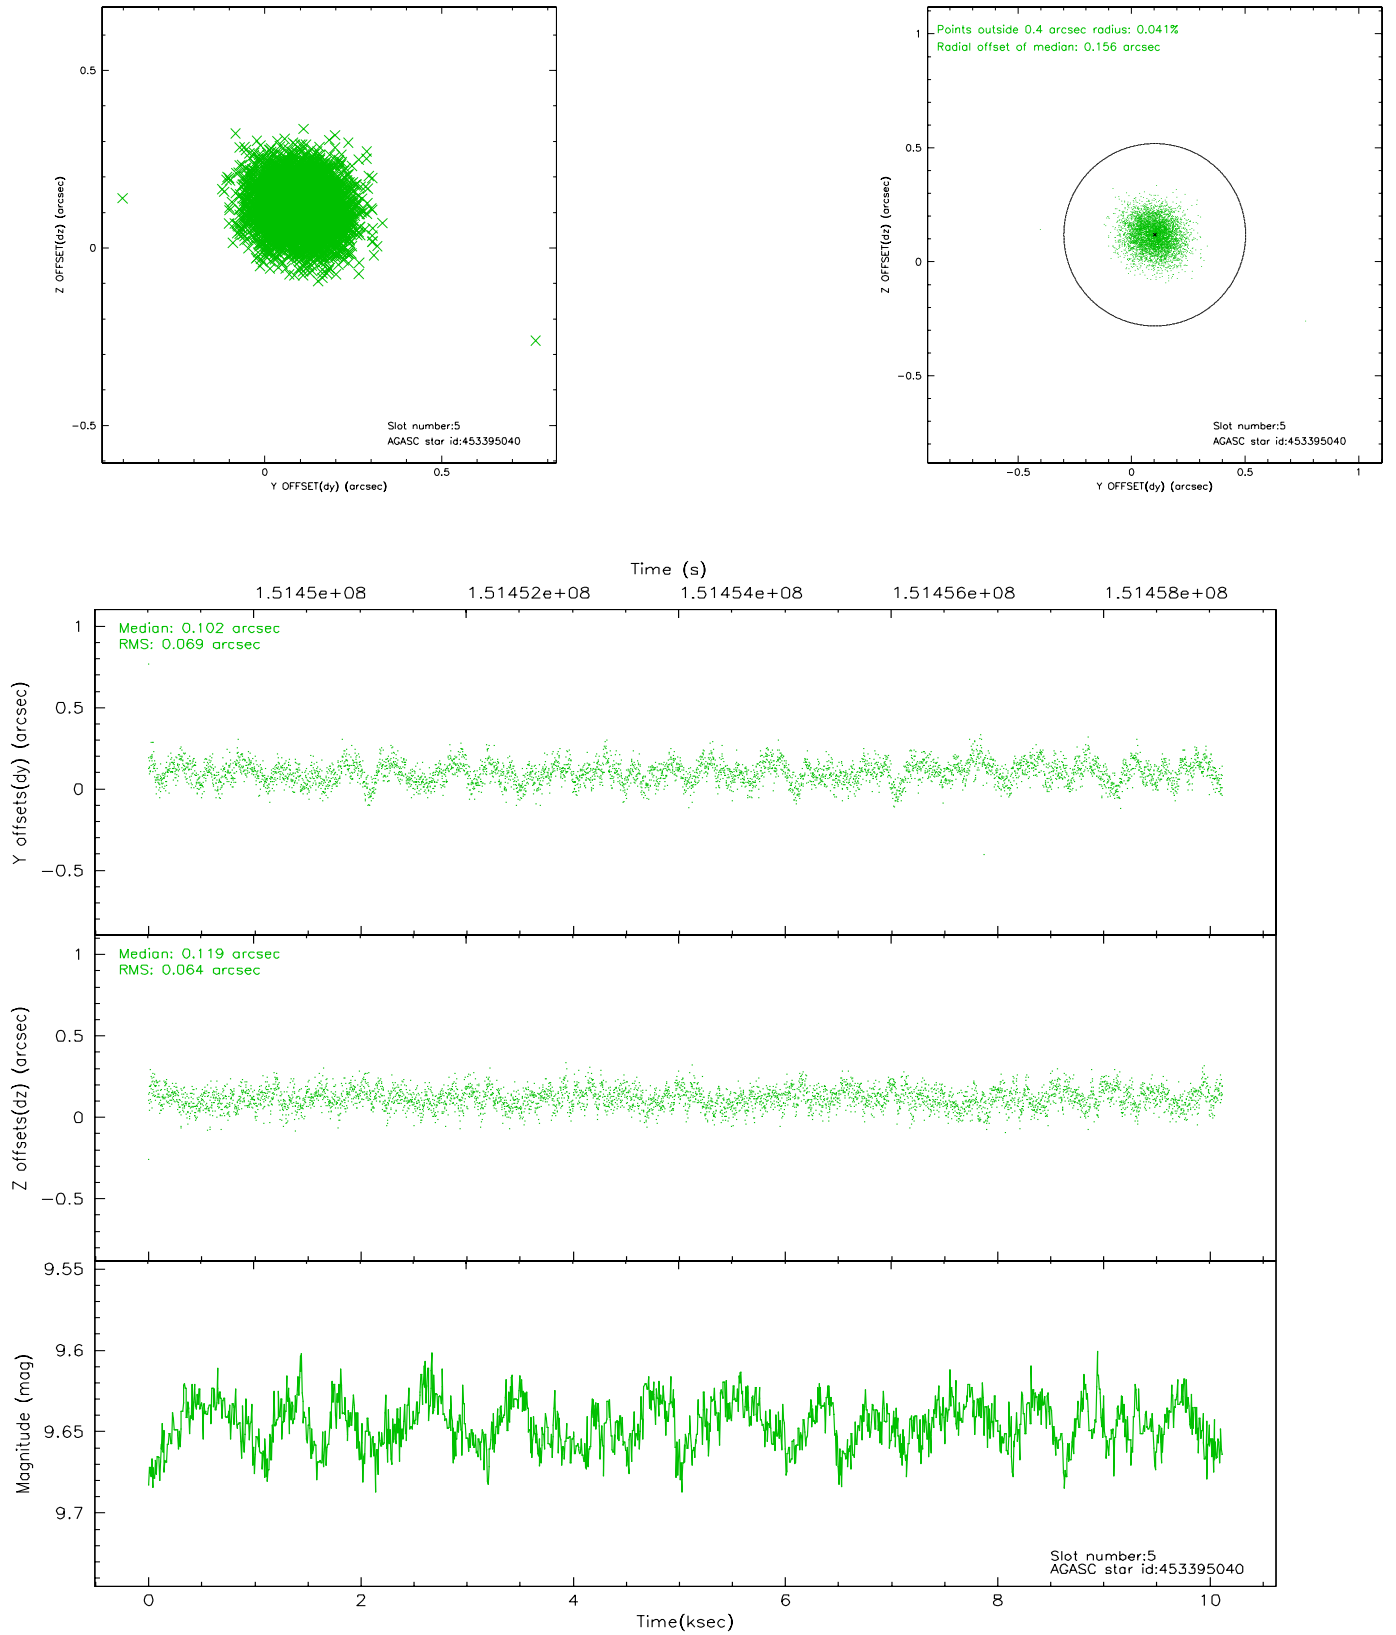 0.5
0
-0.5
Z OFFSET(dz) (arcsec)
Slot number:5
AGASC star id:453395040
0 0.5
Y OFFSET(dy) (arcsec)
Points outside 0.4 arcsec radius: 0.041%
Radial offset of median: 0.156 arcsec
1
0.5
0
-0.5
Z OFFSET(dz) (arcsec)
Slot number:5
AGASC star id:453395040
-0.5 0 0.5 1
Y OFFSET(dy) (arcsec)
Time (s)
1.5145e+08 1.51452e+08 1.51454e+08 1.51456e+08 1.51458e+08
Median: 0.102 arcsec
RMS: 0.069 arcsec
1
0.5
0
-0.5
Y offsets(dy) (arcsec)
Median: 0.119 arcsec
RMS: 0.064 arcsec
1
0.5
0
-0.5
Z offsets(dz) (arcsec)
9.55
9.6
9.65
9.7
Magnitude (mag)
Slot number:5
AGASC star id:453395040
0 2 4 6 8 10
Time(ksec)